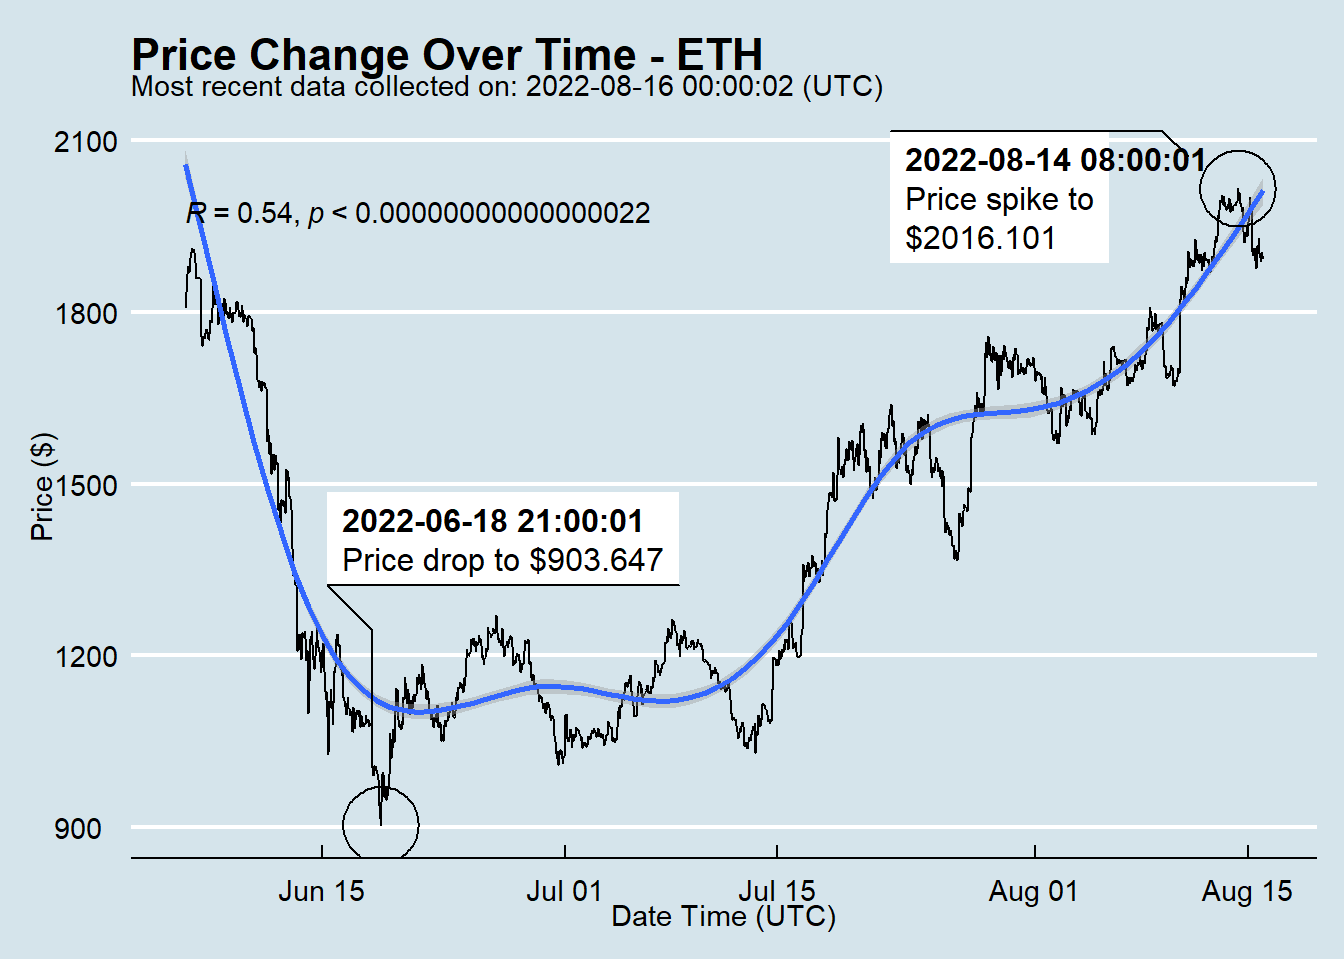 Price Change Over Time - ETH
Most recent data collected on: 2022-08-16 00:00:02 (UTC)
2100
1800
1500
1200
900
Price ($)
R = 0.54, p < 0.00000000000000022
2022-08-14 08:00:01
Price spike to
$2016.101
2022-06-18 21:00:01
Price drop to $903.647
Jun 15
Jul 01
Jul 15
Aug 01
Aug 15
Date Time (UTC)